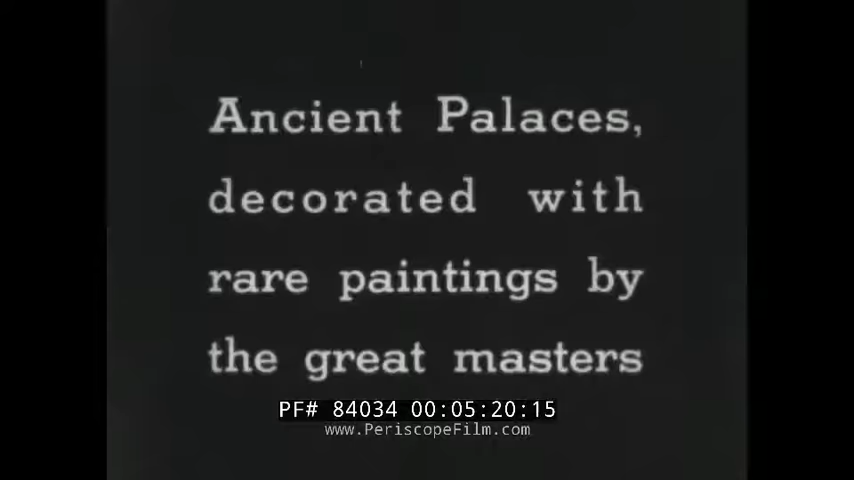 Ancient Palaces,
decorated with
rare paintings by
the great masters
PF# 84034 00:05:20:15
www.PeriscopeFilm.com